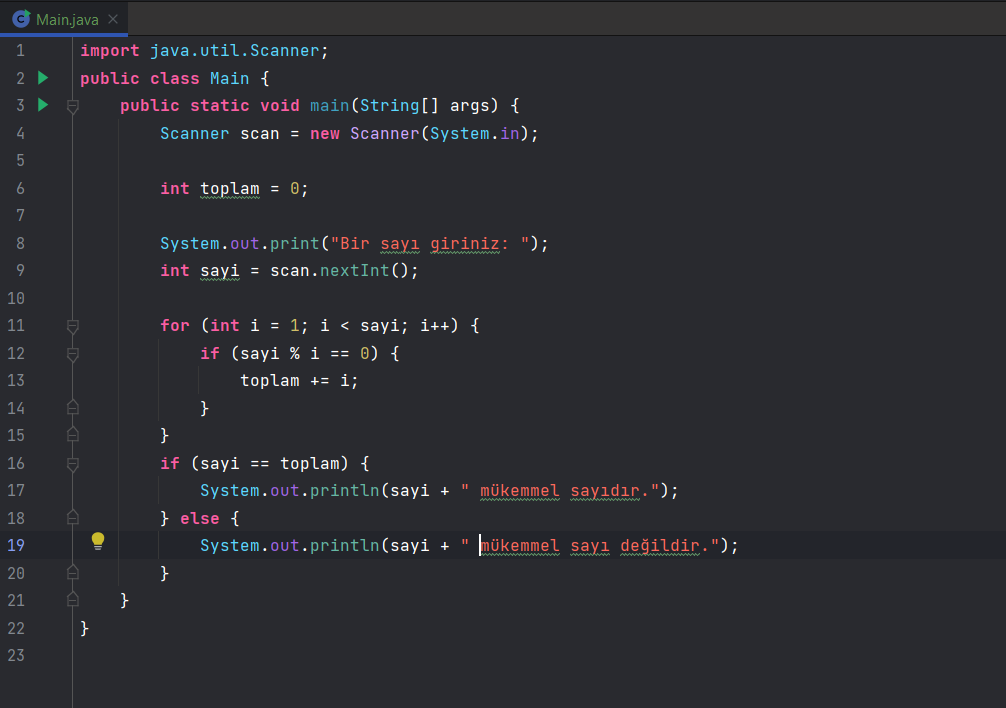 Main.java
1 import java.util.Scanner;
2 public class Main {
3 public static void main(String[] args) {
4 Scanner scan = new Scanner(System.in);
5
6 int toplam = 0;
7
8 System.out.print("Bir sayı giriniz: ");
9 int sayi = scan.nextInt();
10
11 for (int i = 1; i < sayi; i++) {
12 if (sayi % i == 0) {
13 toplam += i;
14 }
15 }
16 if (sayi == toplam) {
17 System.out.println(sayi + " mükemmel sayıdır.");
18 } else {
19 System.out.println(sayi + " mükemmel sayı değildir.");
20 }
21 }
22 }
23